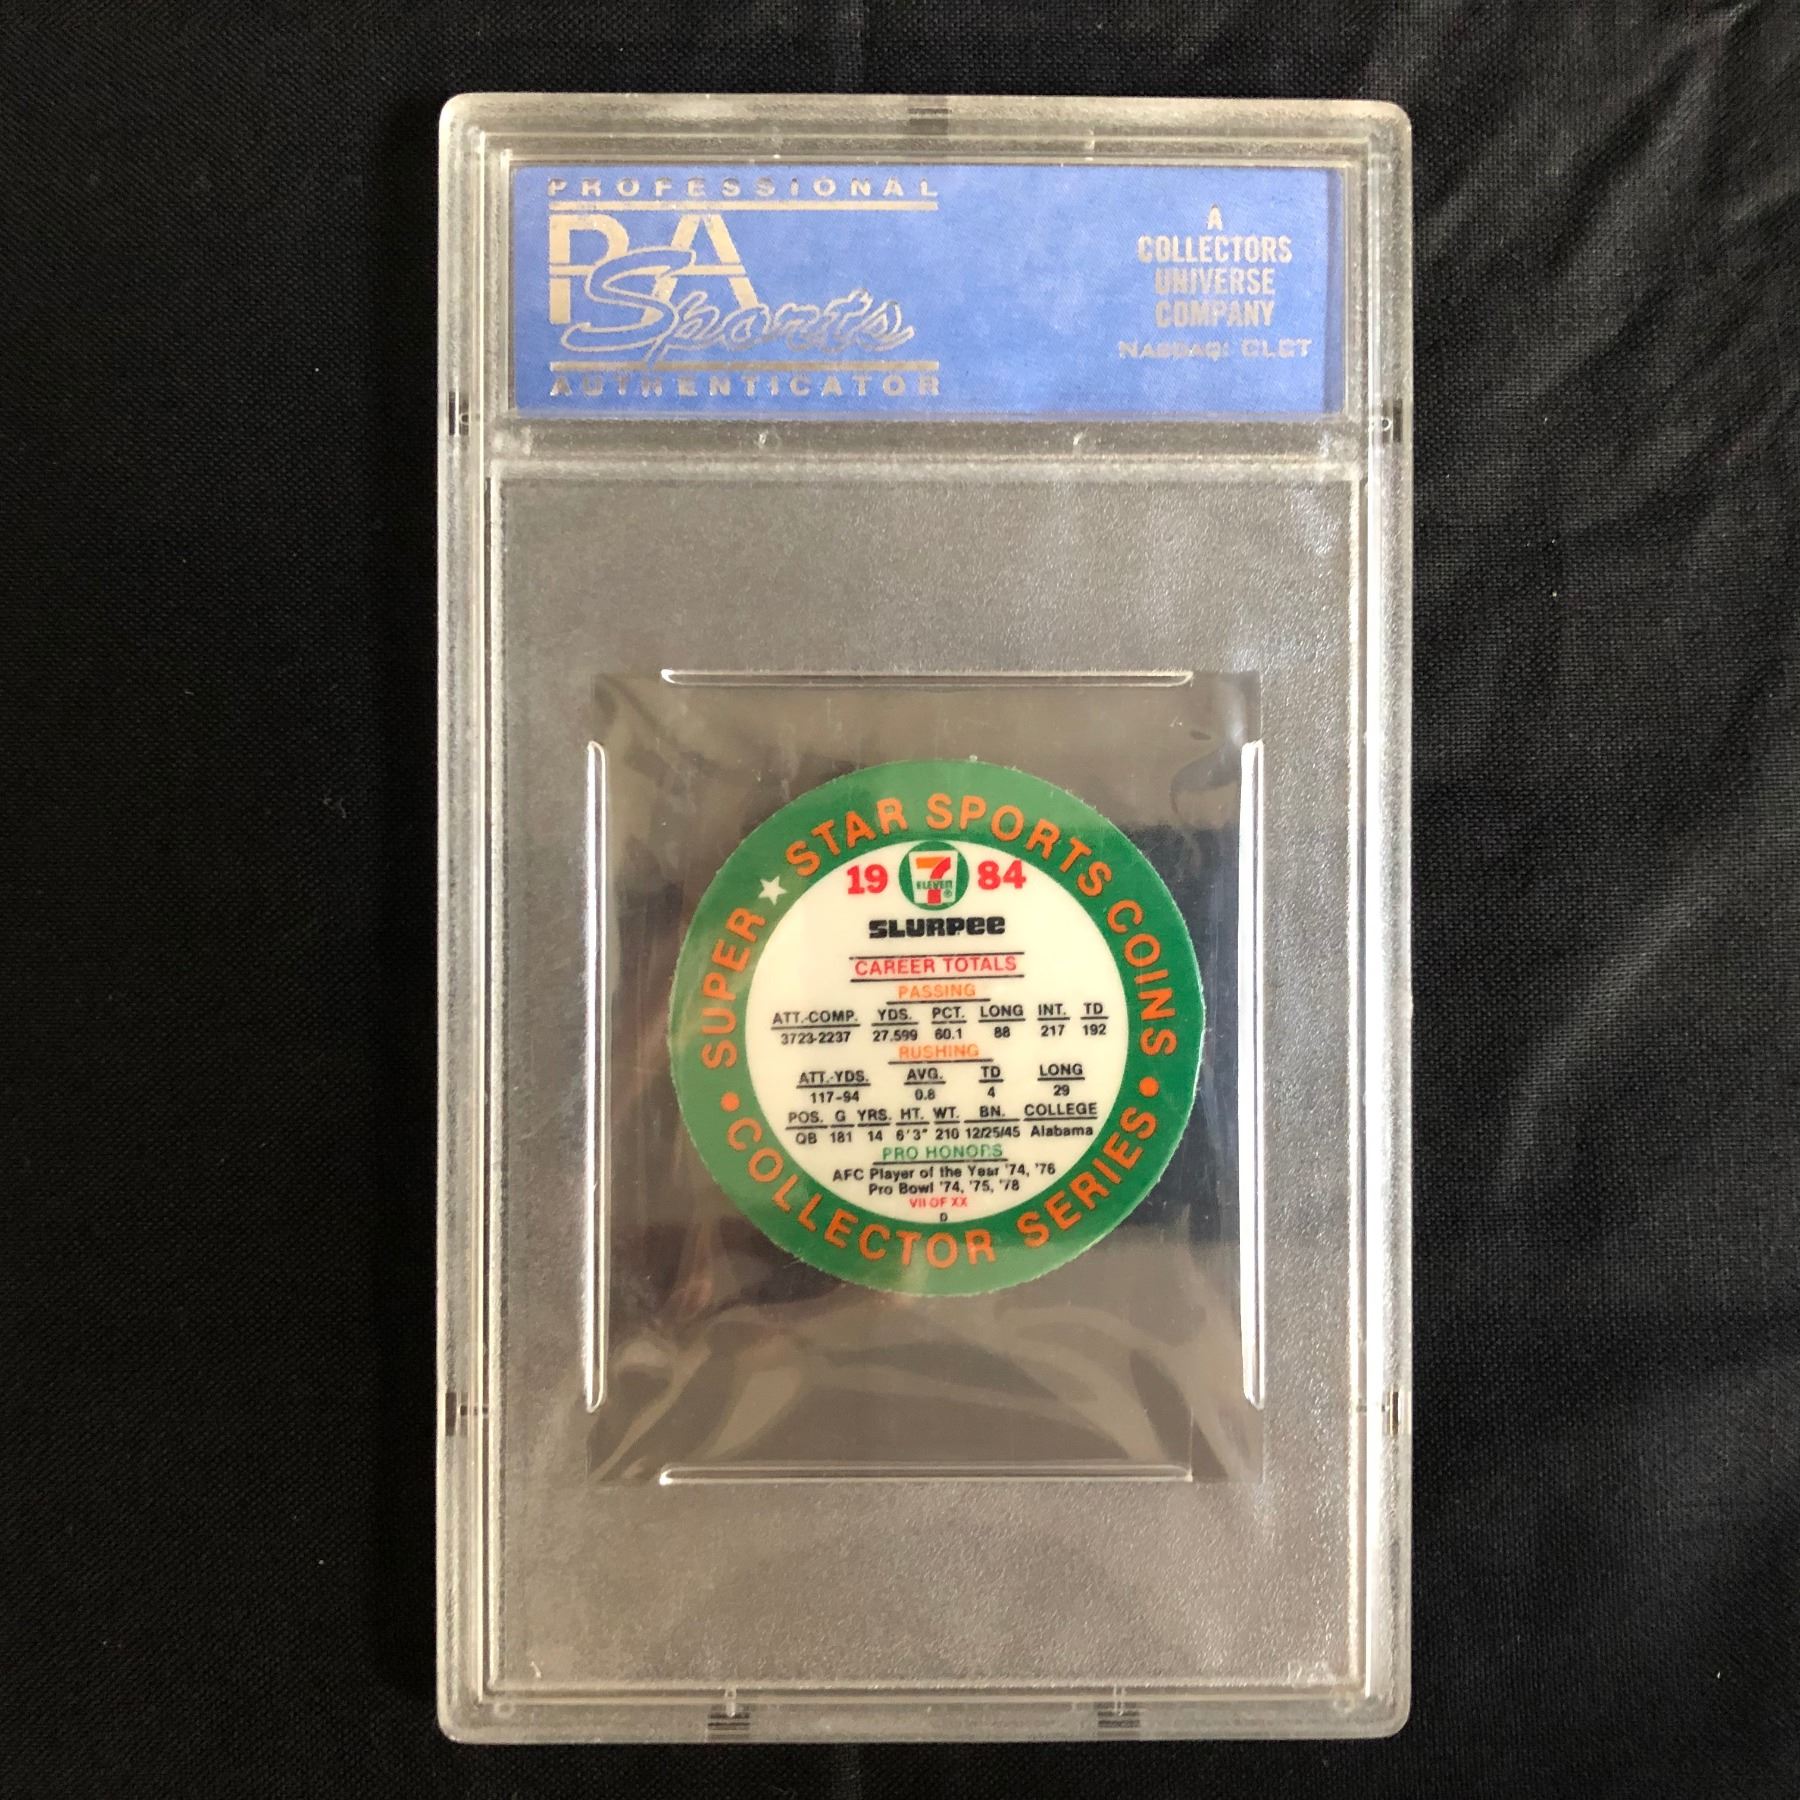 PROFESSIONAL
PSA
Sports
AUTHENTICATOR
A
COLLECTORS
UNIVERSE
COMPANY
NASDAQ: CLCT
SUPER ★ STAR SPORTS COINS
• COLLECTOR SERIES •
19 7 ELEVEN ® 84
SLURPEE
CAREER TOTALS
PASSING
ATT.-COMP. YDS. PCT. LONG INT. TD
3723-2237 27.599 60.1 88 217 192
RUSHING
ATT.-YDS. AVG. TD LONG
117-94 0.8 4 29
POS. G YRS. HT. WT. BN. COLLEGE
QB 181 14 6'3" 210 12/25/45 Alabama
PRO HONORS
AFC Player of the Year '74, '76
Pro Bowl '74, '75, '78
VII OF XX
D